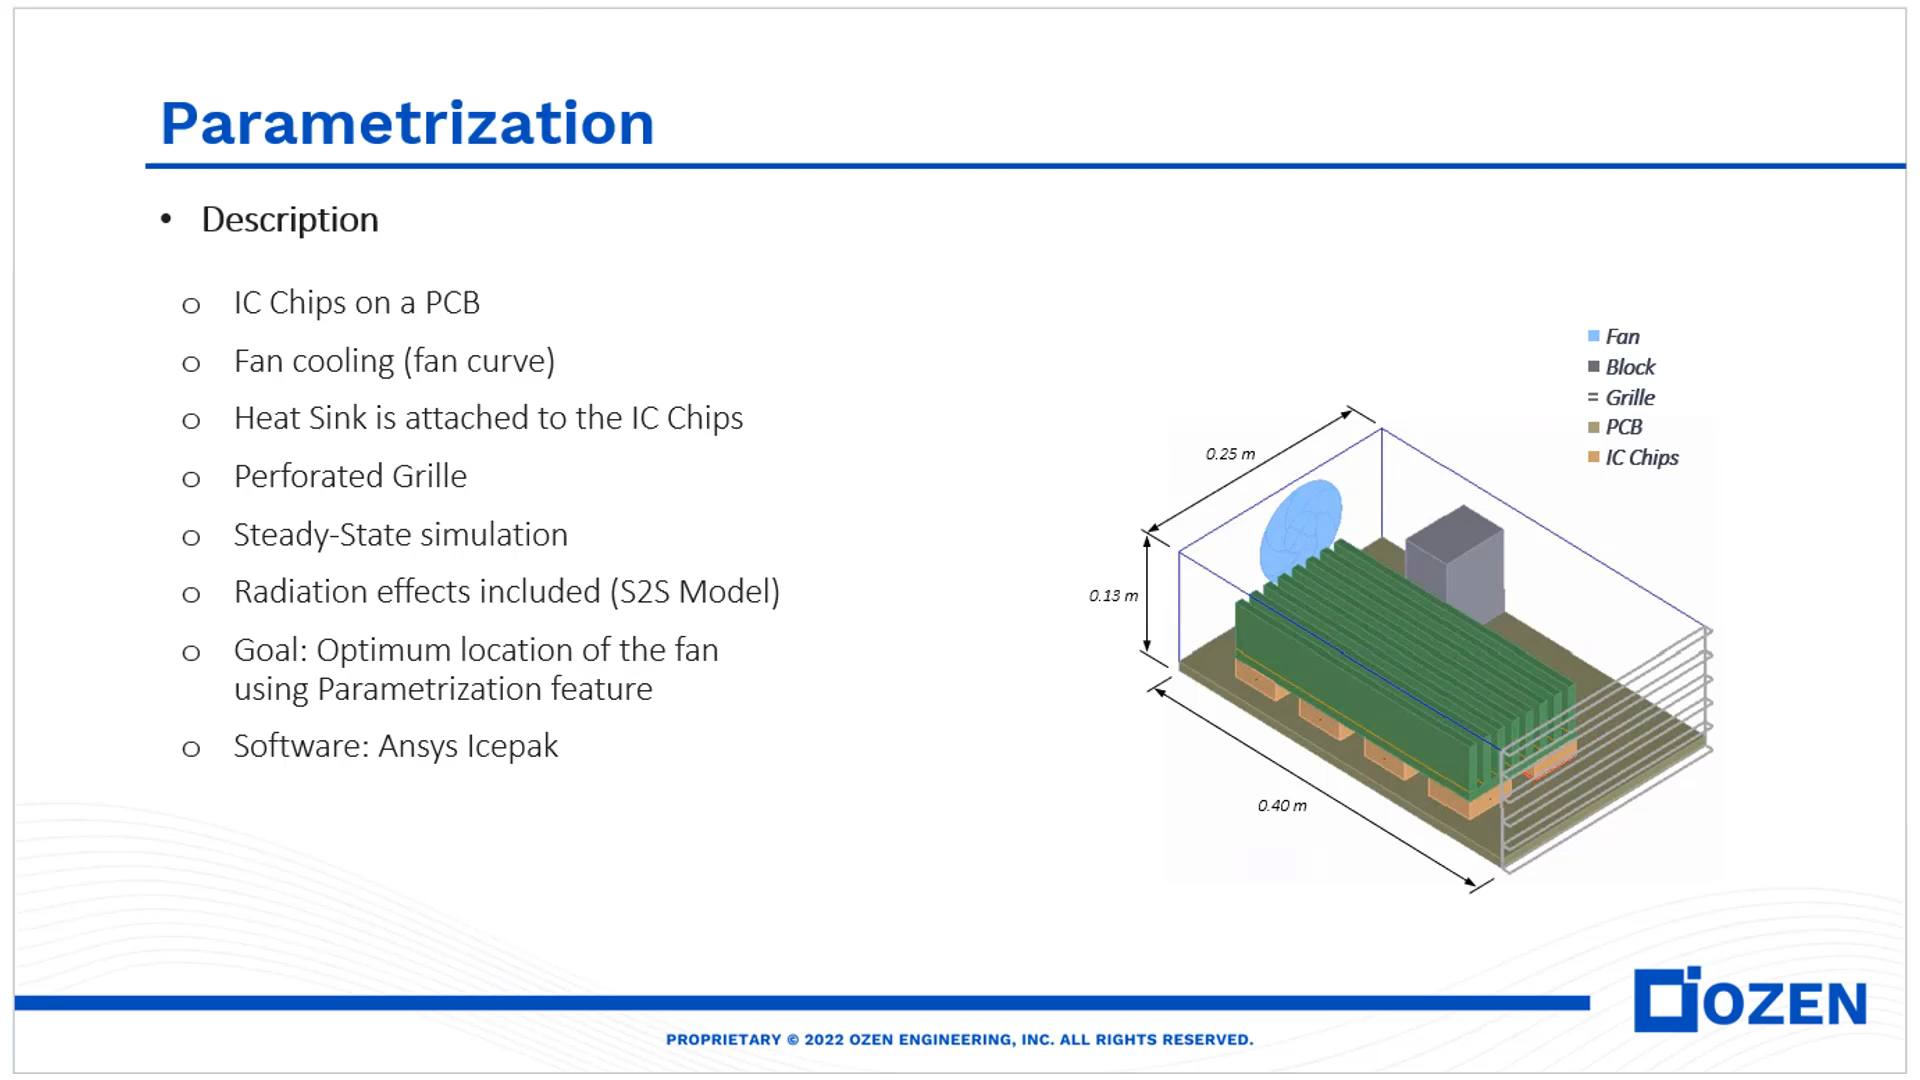 Parametrization
• Description
o IC Chips on a PCB
o Fan cooling (fan curve)
o Heat Sink is attached to the IC Chips
o Perforated Grille
o Steady-State simulation
o Radiation effects included (S2S Model)
o Goal: Optimum location of the fan
using Parametrization feature
o Software: Ansys Icepak
Fan
Block
Grille
PCB
IC Chips
0.25 m
0.13 m
0.40 m
OZEN
PROPRIETARY © 2022 OZEN ENGINEERING, INC. ALL RIGHTS RESERVED.